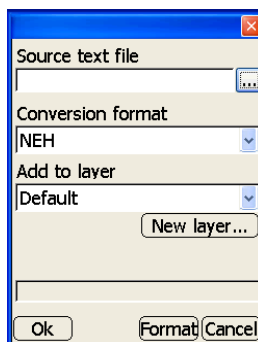 Source text file
...
Conversion format
NEH
Add to layer
Default
New layer...
Ok Format Cancel